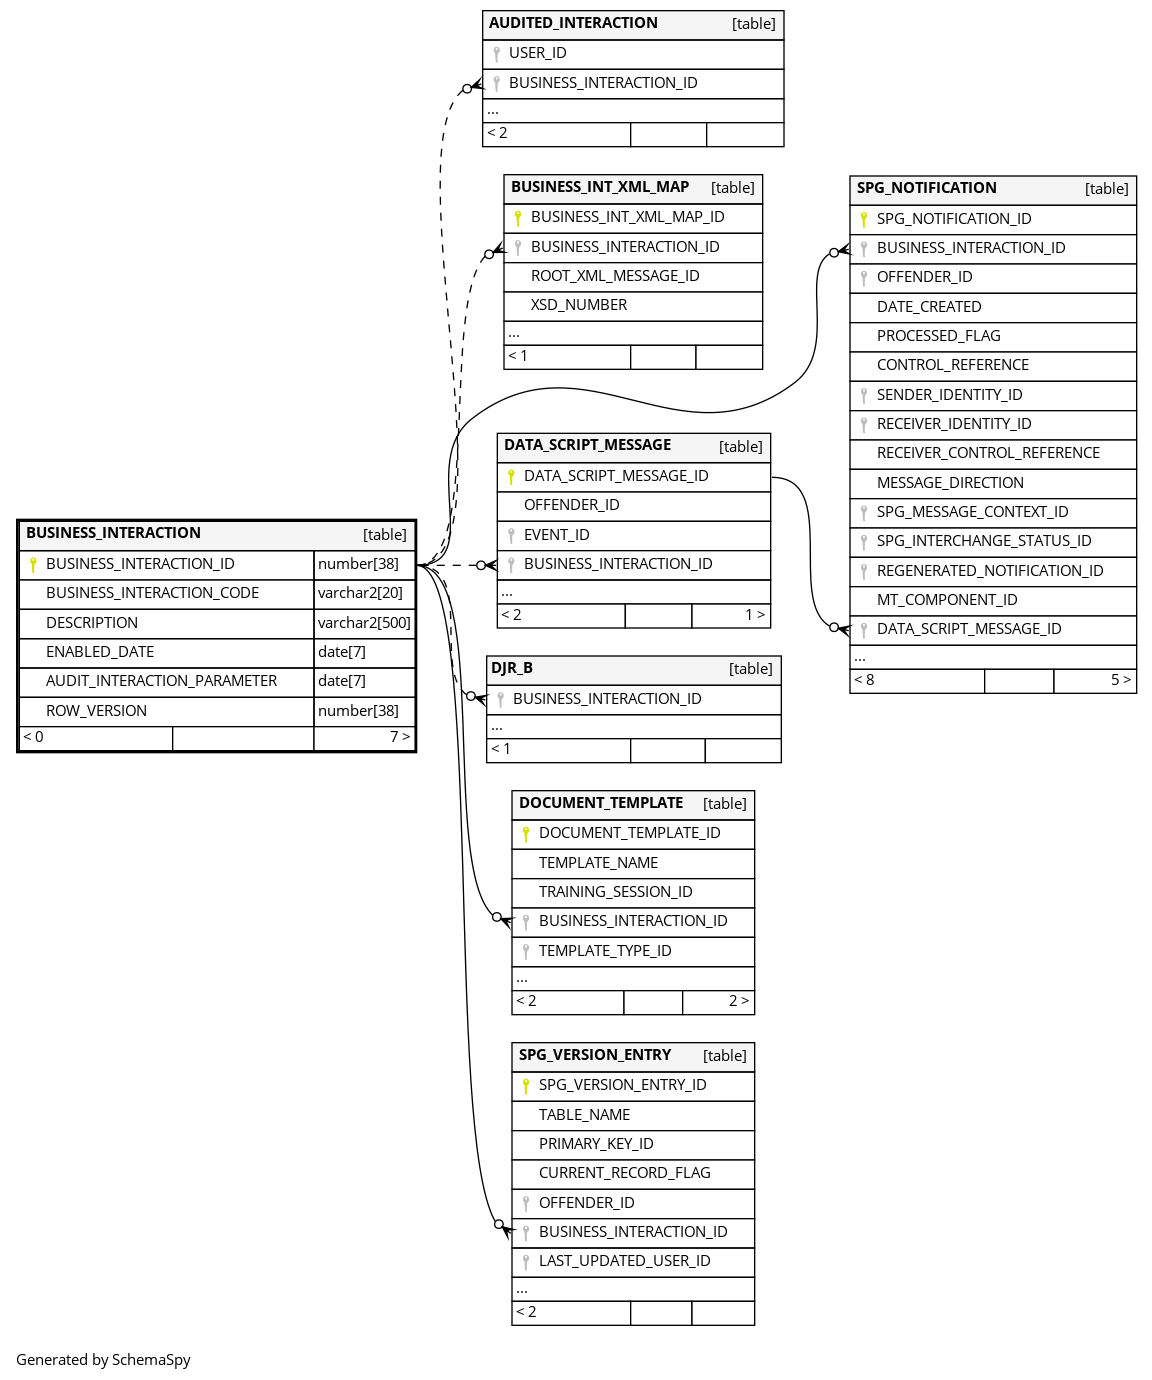 AUDITED_INTERACTION [table]
USER_ID
BUSINESS_INTERACTION_ID
...
< 2
BUSINESS_INT_XML_MAP [table]
BUSINESS_INT_XML_MAP_ID
BUSINESS_INTERACTION_ID
ROOT_XML_MESSAGE_ID
XSD_NUMBER
...
< 1
SPG_NOTIFICATION [table]
SPG_NOTIFICATION_ID
BUSINESS_INTERACTION_ID
OFFENDER_ID
DATE_CREATED
PROCESSED_FLAG
CONTROL_REFERENCE
SENDER_IDENTITY_ID
RECEIVER_IDENTITY_ID
RECEIVER_CONTROL_REFERENCE
MESSAGE_DIRECTION
SPG_MESSAGE_CONTEXT_ID
SPG_INTERCHANGE_STATUS_ID
REGENERATED_NOTIFICATION_ID
MT_COMPONENT_ID
DATA_SCRIPT_MESSAGE_ID
...
< 8 5 >
DATA_SCRIPT_MESSAGE [table]
DATA_SCRIPT_MESSAGE_ID
OFFENDER_ID
EVENT_ID
BUSINESS_INTERACTION_ID
...
< 2 1 >
BUSINESS_INTERACTION [table]
BUSINESS_INTERACTION_ID number[38]
BUSINESS_INTERACTION_CODE varchar2[20]
DESCRIPTION varchar2[500]
ENABLED_DATE date[7]
AUDIT_INTERACTION_PARAMETER date[7]
ROW_VERSION number[38]
< 0 7 >
DJR_B [table]
BUSINESS_INTERACTION_ID
...
< 1
DOCUMENT_TEMPLATE [table]
DOCUMENT_TEMPLATE_ID
TEMPLATE_NAME
TRAINING_SESSION_ID
BUSINESS_INTERACTION_ID
TEMPLATE_TYPE_ID
...
< 2 2 >
SPG_VERSION_ENTRY [table]
SPG_VERSION_ENTRY_ID
TABLE_NAME
PRIMARY_KEY_ID
CURRENT_RECORD_FLAG
OFFENDER_ID
BUSINESS_INTERACTION_ID
LAST_UPDATED_USER_ID
...
< 2
Generated by SchemaSpy